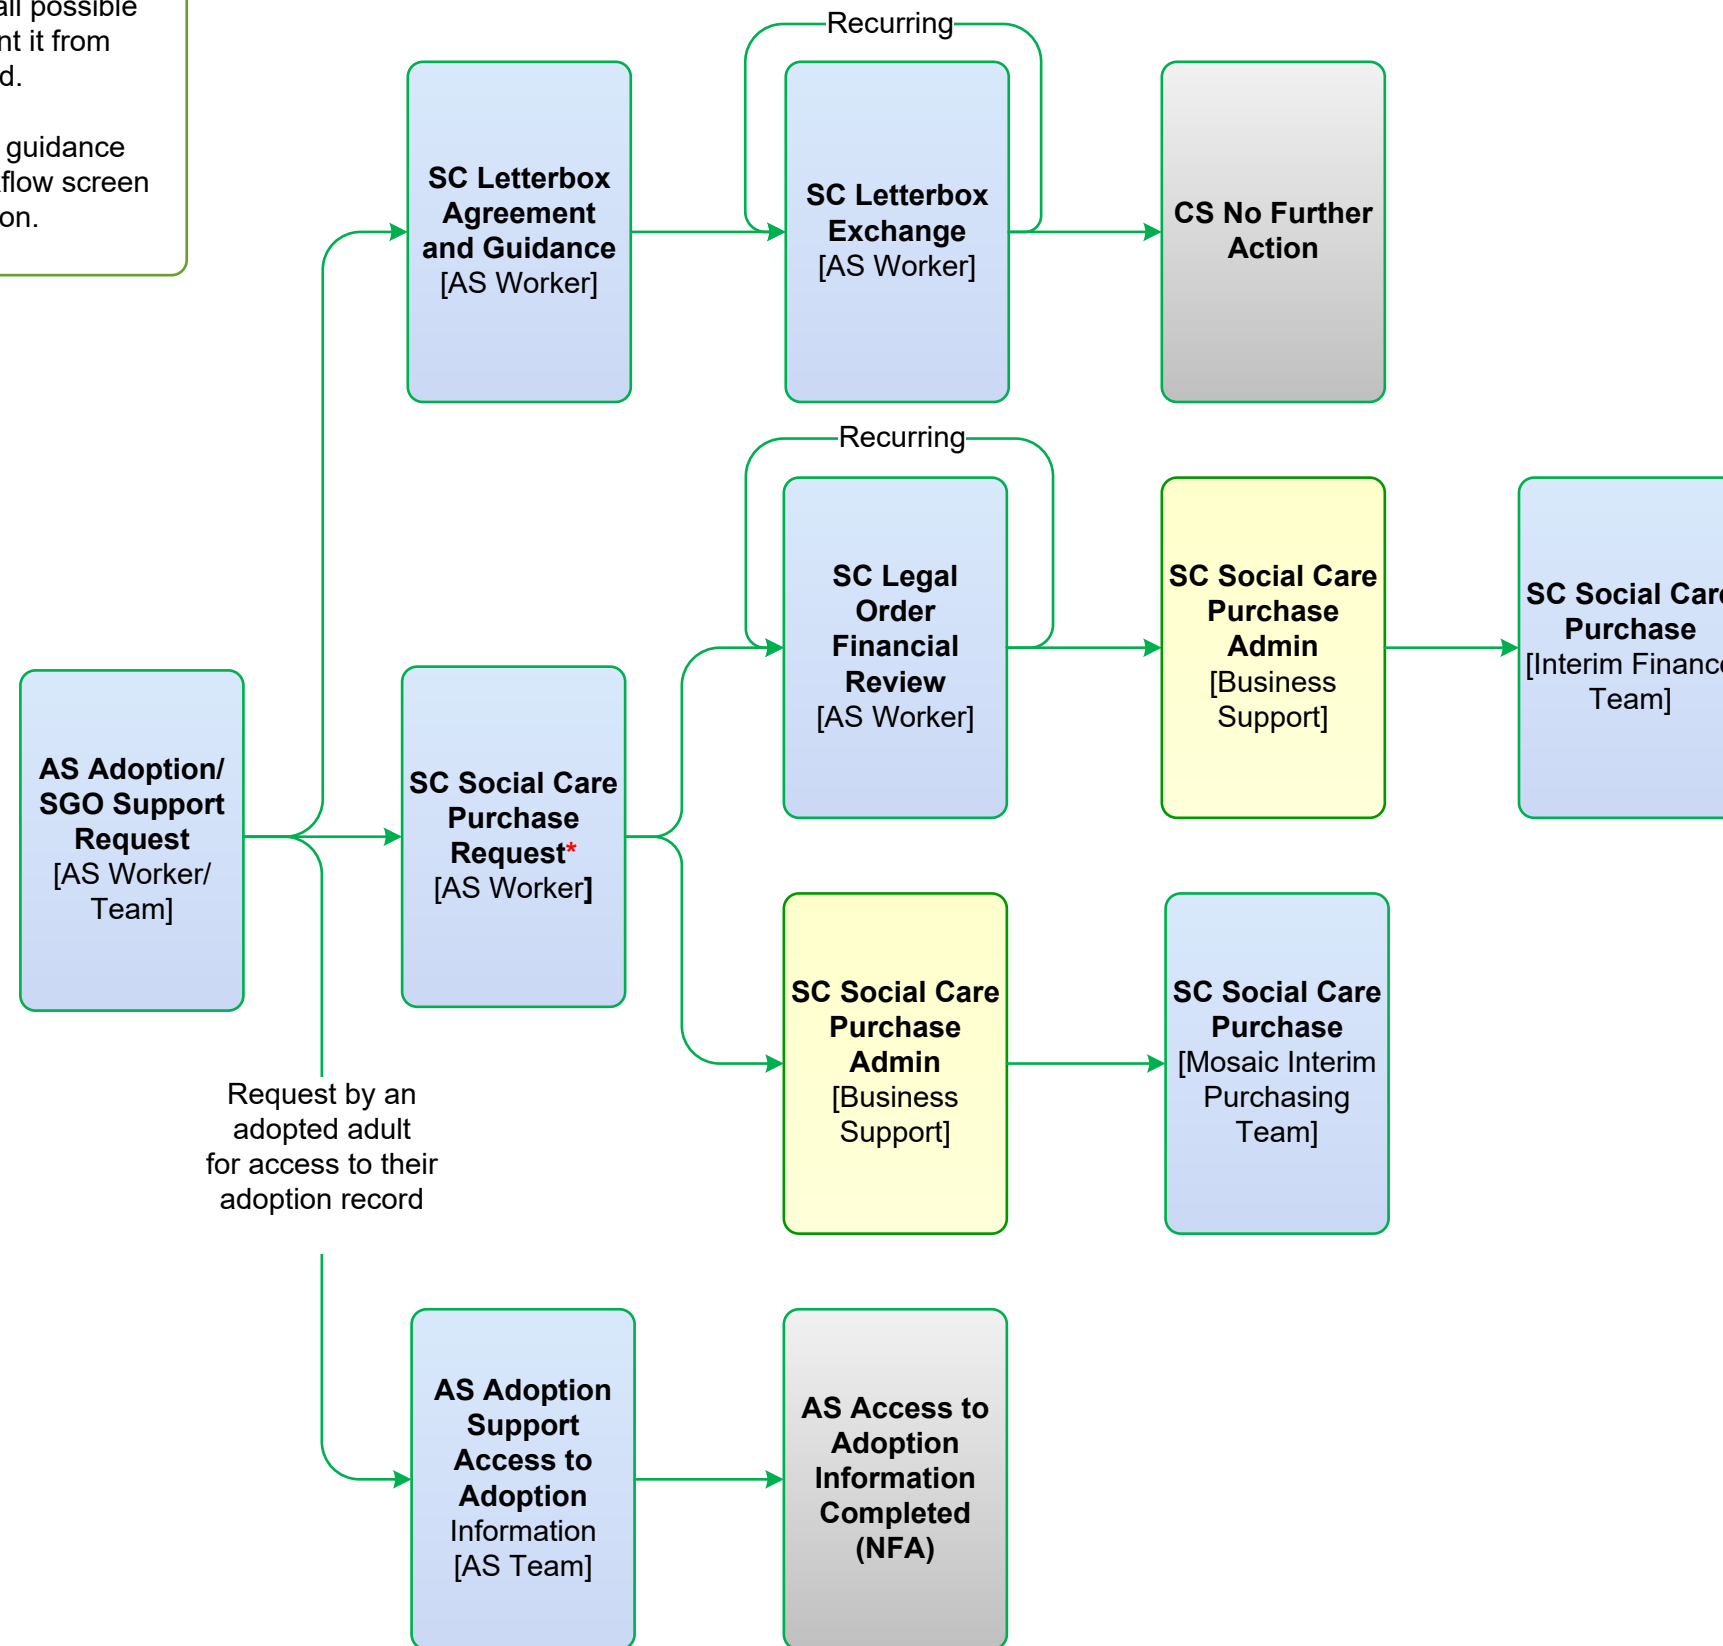 all possible
nt it from
d.
guidance
flow screen
on.
Recurring
SC Letterbox
Agreement
and Guidance
[AS Worker]
SC Letterbox
Exchange
[AS Worker]
CS No Further
Action
Recurring
SC Legal
Order
Financial
Review
[AS Worker]
SC Social Care
Purchase
Admin
[Business
Support]
SC Social Care
Purchase
[Interim Finance
Team]
AS Adoption/
SGO Support
Request
[AS Worker/
Team]
SC Social Care
Purchase
Request*
[AS Worker]
SC Social Care
Purchase
Admin
[Business
Support]
SC Social Care
Purchase
[Mosaic Interim
Purchasing
Team]
Request by an
adopted adult
for access to their
adoption record
AS Adoption
Support
Access to
Adoption
Information
[AS Team]
AS Access to
Adoption
Information
Completed
(NFA)